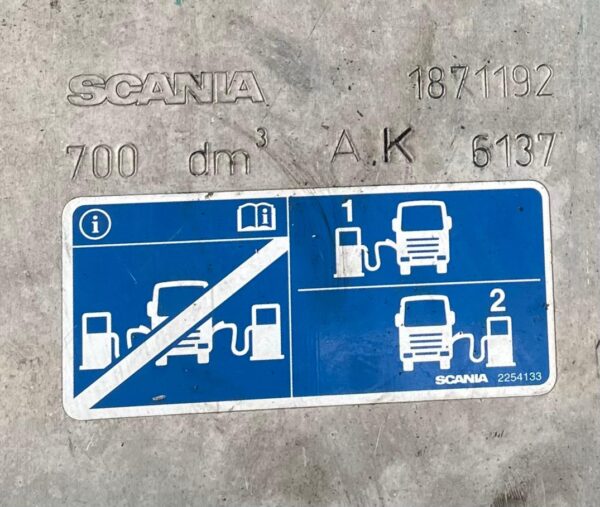 SCANIA 1871192
700 dm³ A.K 6137
1
2
SCANIA 2254133